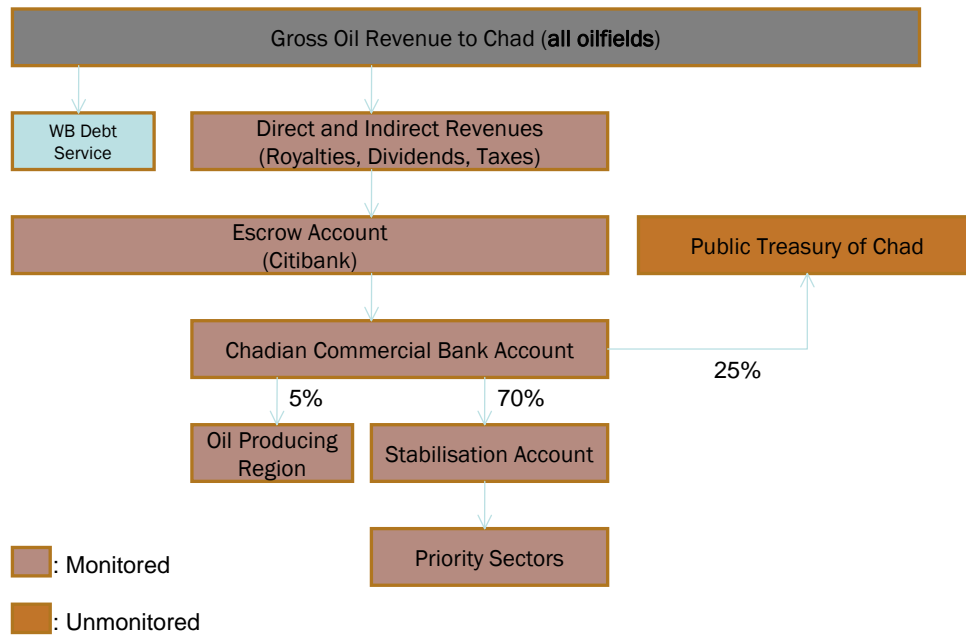 Gross Oil Revenue to Chad (all oilfields)
WB Debt
Service
Direct and Indirect Revenues
(Royalties, Dividends, Taxes)
Escrow Account
(Citibank)
Public Treasury of Chad
Chadian Commercial Bank Account
25%
5%
70%
Oil Producing
Region
Stabilisation Account
Priority Sectors
: Monitored
: Unmonitored